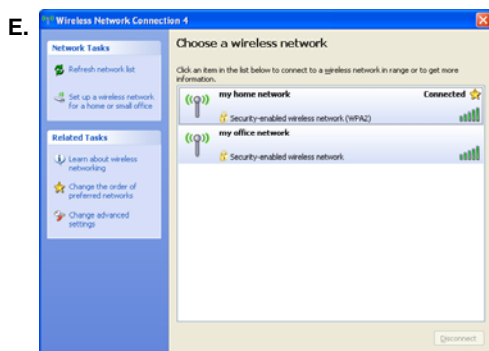 E.
Wireless Network Connection 4
Network Tasks
Refresh network list
Set up a wireless network
for a home or small office
Related Tasks
Learn about wireless
networking
Change the order of
preferred networks
Change advanced
settings
Choose a wireless network
Click an item in the list below to connect to a wireless network in range or to get more
information.
my home network Connected
Security-enabled wireless network (WPA2)
my office network
Security-enabled wireless network
Disconnect